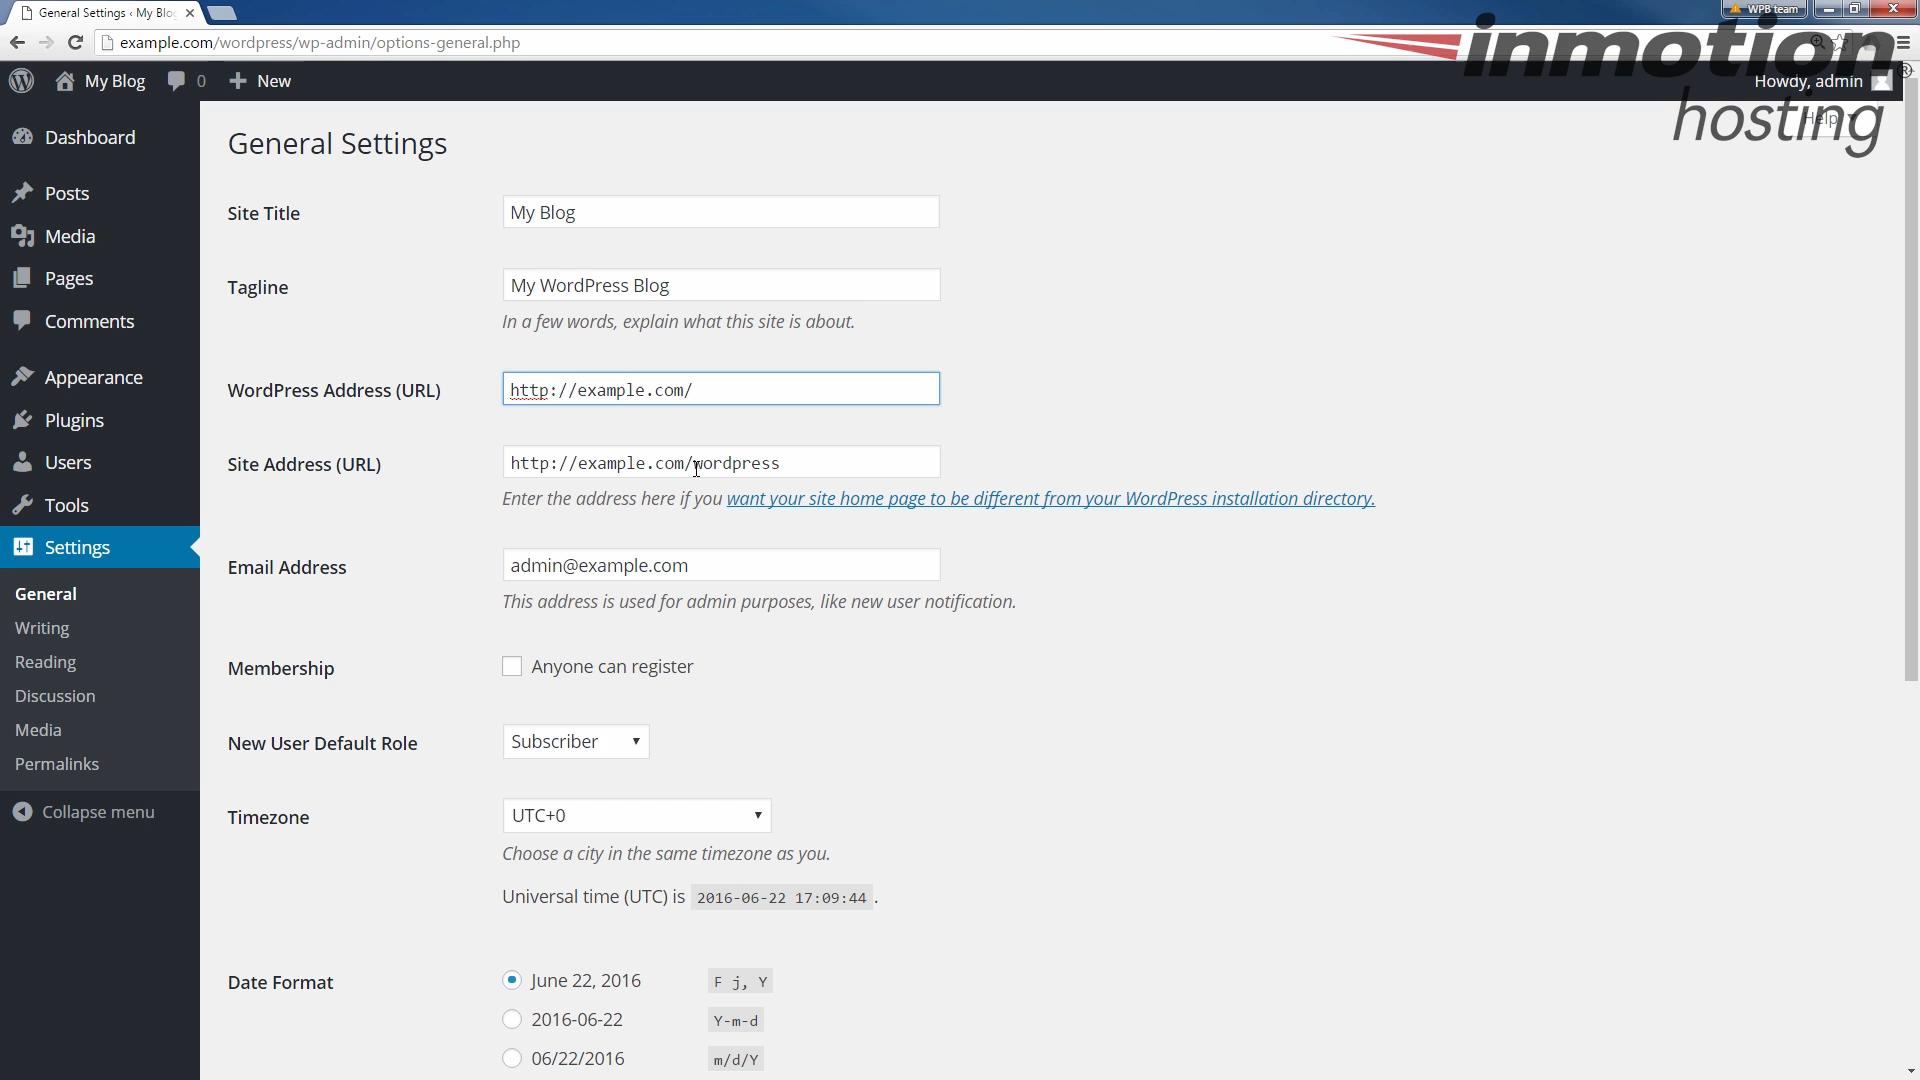 General Settings ‹ My Blo
WPB team
example.com/wordpress/wp-admin/options-general.php
inmotion®
hosting
My Blog
0
New
Howdy, admin
Help
Dashboard
Posts
Media
Pages
Comments
Appearance
Plugins
Users
Tools
Settings
General
Writing
Reading
Discussion
Media
Permalinks
Collapse menu
General Settings
Site Title
My Blog
Tagline
My WordPress Blog
In a few words, explain what this site is about.
WordPress Address (URL)
http://example.com/
Site Address (URL)
http://example.com/wordpress
Enter the address here if you want your site home page to be different from your WordPress installation directory.
Email Address
admin@example.com
This address is used for admin purposes, like new user notification.
Membership
Anyone can register
New User Default Role
Subscriber
Timezone
UTC+0
Choose a city in the same timezone as you.
Universal time (UTC) is 2016-06-22 17:09:44 .
Date Format
June 22, 2016 F j, Y
2016-06-22 Y-m-d
06/22/2016 m/d/Y